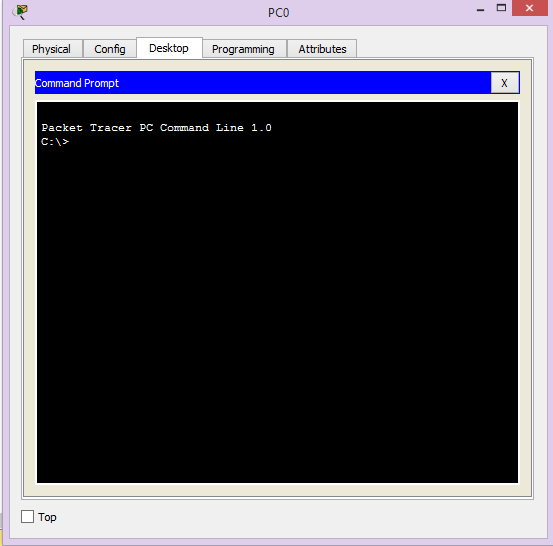 PC0
Physical Config Desktop Programming Attributes
Command Prompt X
Packet Tracer PC Command Line 1.0
C:\>
Top